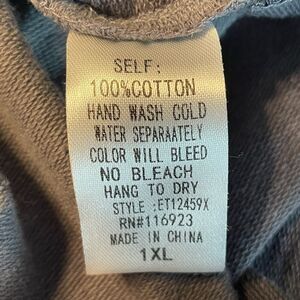 SELF:
100%COTTON
HAND WASH COLD
WATER SEPARAATELY
COLOR WILL BLEED
NO BLEACH
HANG TO DRY
STYLE :ET12459X
RN#116923
MADE IN CHINA
1XL